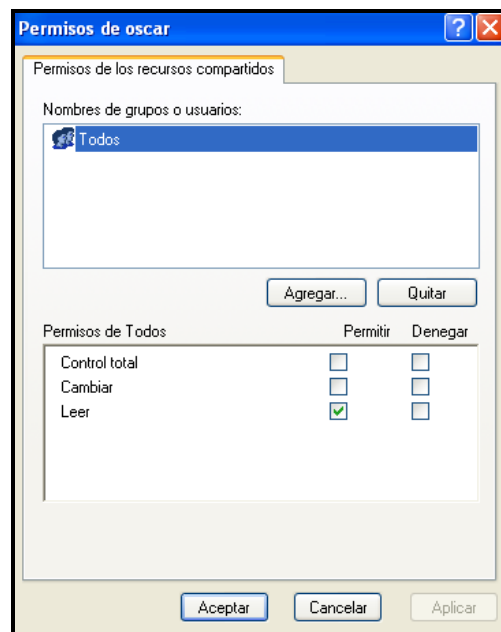 Permisos de oscar
Permisos de los recursos compartidos
Nombres de grupos o usuarios:
Todos
Agregar... Quitar
Permisos de Todos Permitir Denegar
Control total
Cambiar
Leer
Aceptar Cancelar Aplicar